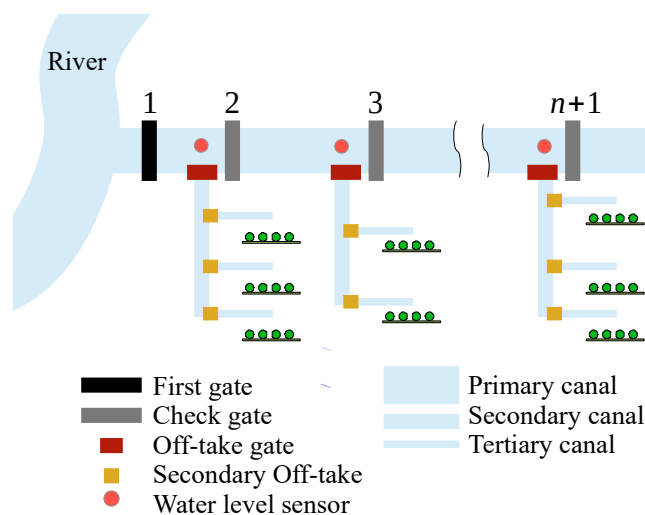 River
1
2
3
n+1
First gate
Check gate
Off-take gate
Secondary Off-take
Water level sensor
Primary canal
Secondary canal
Tertiary canal